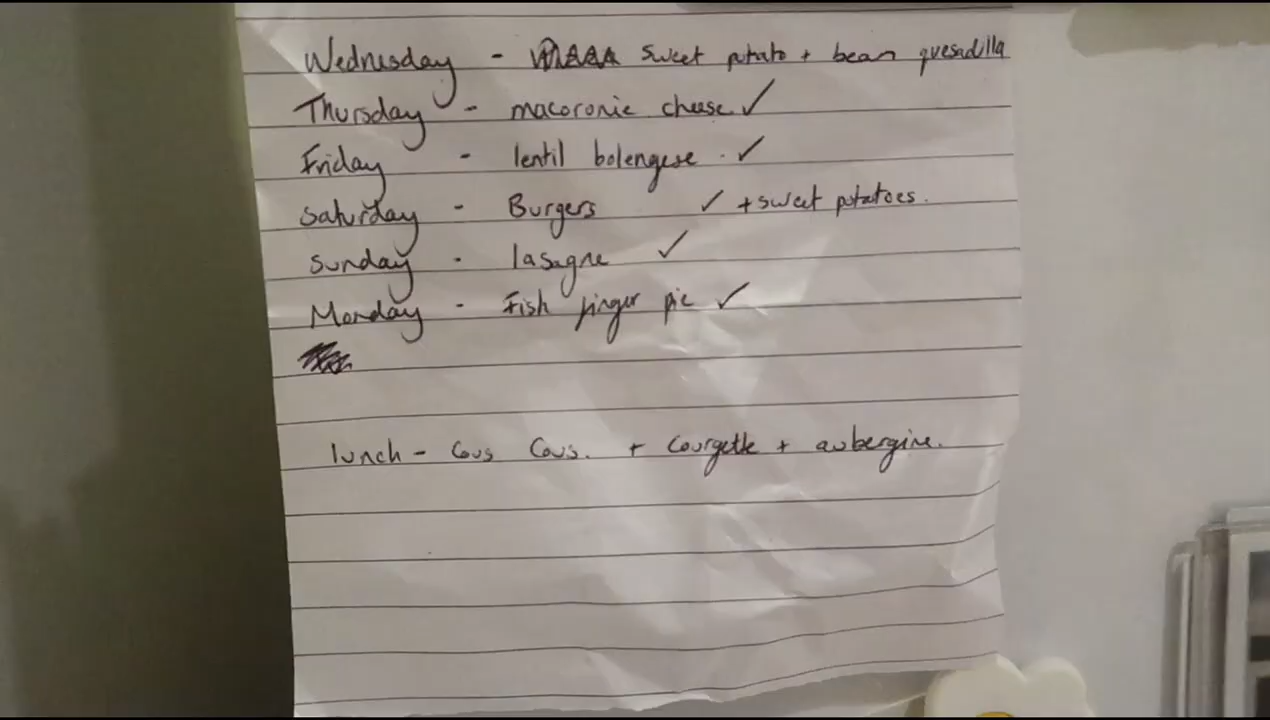 Wednesday - sweet potato + bean quesadilla
Thursday - macoronie cheese ✓
Friday - lentil bolengese . ✓
Saturday - Burgers ✓ + sweet potatoes.
Sunday - lasagne ✓
Monday - Fish finger pie ✓
lunch - Cous Cous. + Courgette + aubergine.